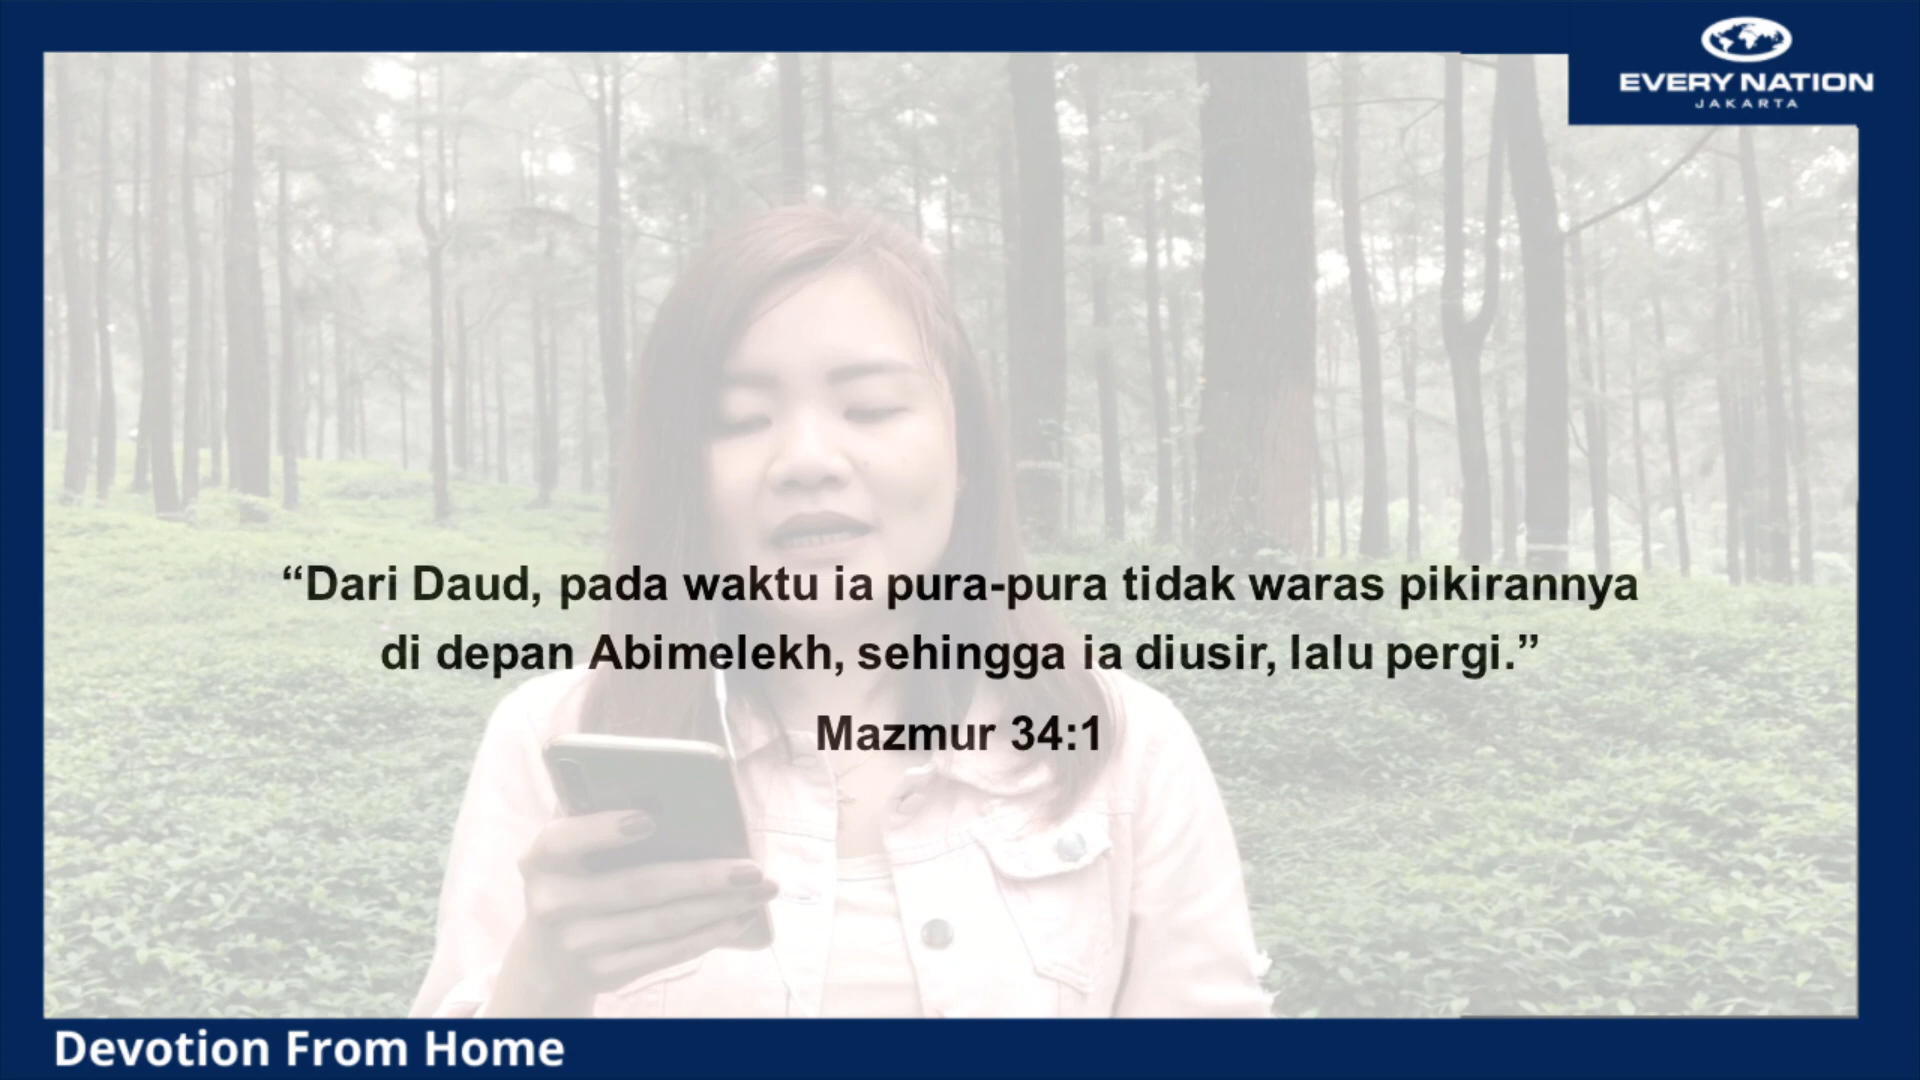 EVERY NATION
JAKARTA
“Dari Daud, pada waktu ia pura-pura tidak waras pikirannya
di depan Abimelekh, sehingga ia diusir, lalu pergi.”
Mazmur 34:1
Devotion From Home